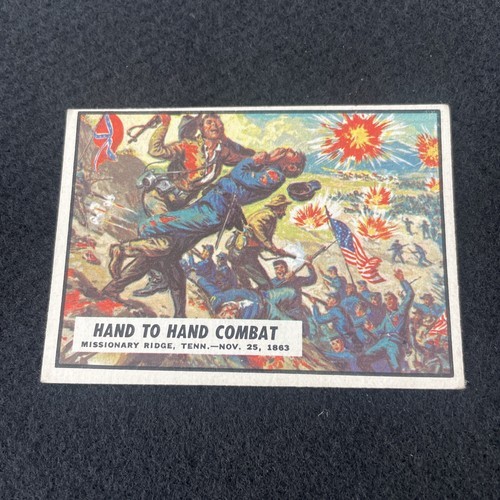 HAND TO HAND COMBAT
MISSIONARY RIDGE, TENN.—NOV. 25, 1863